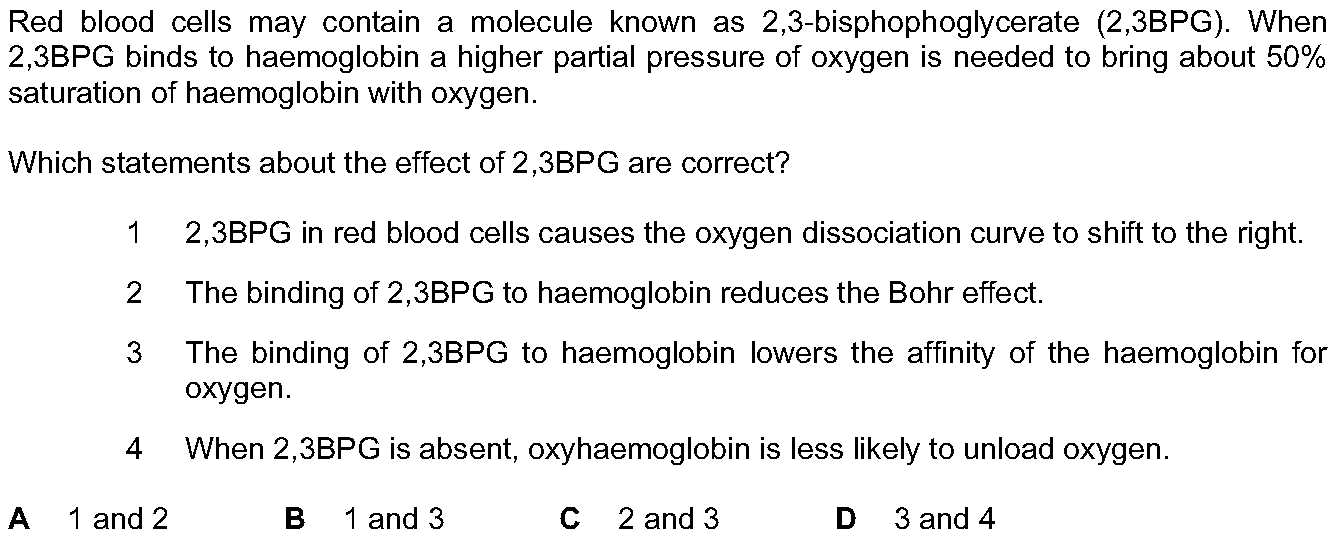 Red blood cells may contain a molecule known as 2,3-bisphophoglycerate (2,3BPG). When
2,3BPG binds to haemoglobin a higher partial pressure of oxygen is needed to bring about 50%
saturation of haemoglobin with oxygen.
Which statements about the effect of 2,3BPG are correct?
1 2,3BPG in red blood cells causes the oxygen dissociation curve to shift to the right.
2 The binding of 2,3BPG to haemoglobin reduces the Bohr effect.
3 The binding of 2,3BPG to haemoglobin lowers the affinity of the haemoglobin for
oxygen.
4 When 2,3BPG is absent, oxyhaemoglobin is less likely to unload oxygen.
A 1 and 2 B 1 and 3 C 2 and 3 D 3 and 4